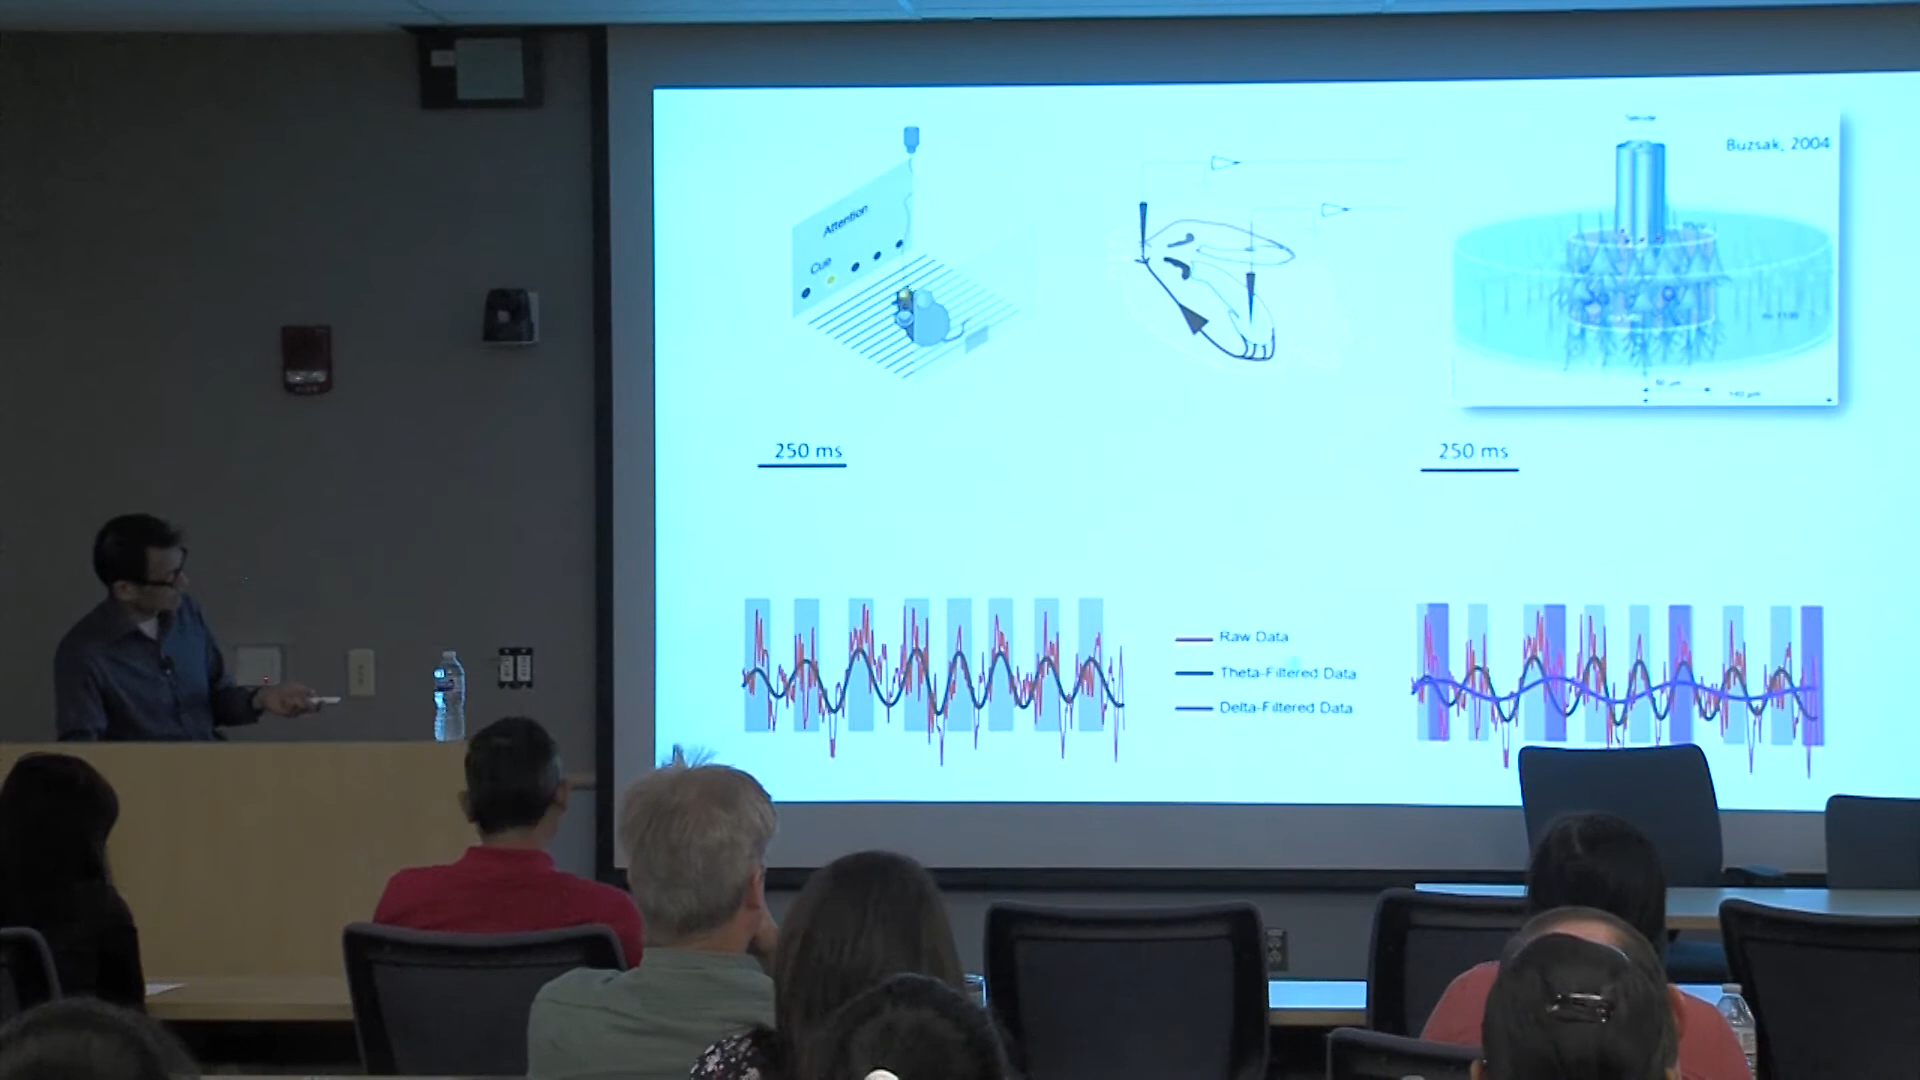 Buzsak, 2004
Attention
Cue
250 ms
250 ms
Raw Data
Theta-Filtered Data
Delta-Filtered Data